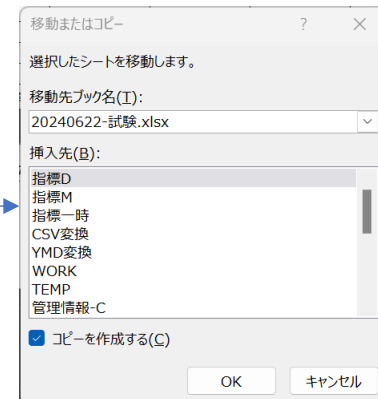 移動またはコピー ? ×
選択したシートを移動します。
移動先ブック名(T):
20240622-試験.xlsx
挿入先(B):
指標D
指標M
指標一時
CSV変換
YMD変換
WORK
TEMP
管理情報-C
コピーを作成する(C)
OK キャンセル